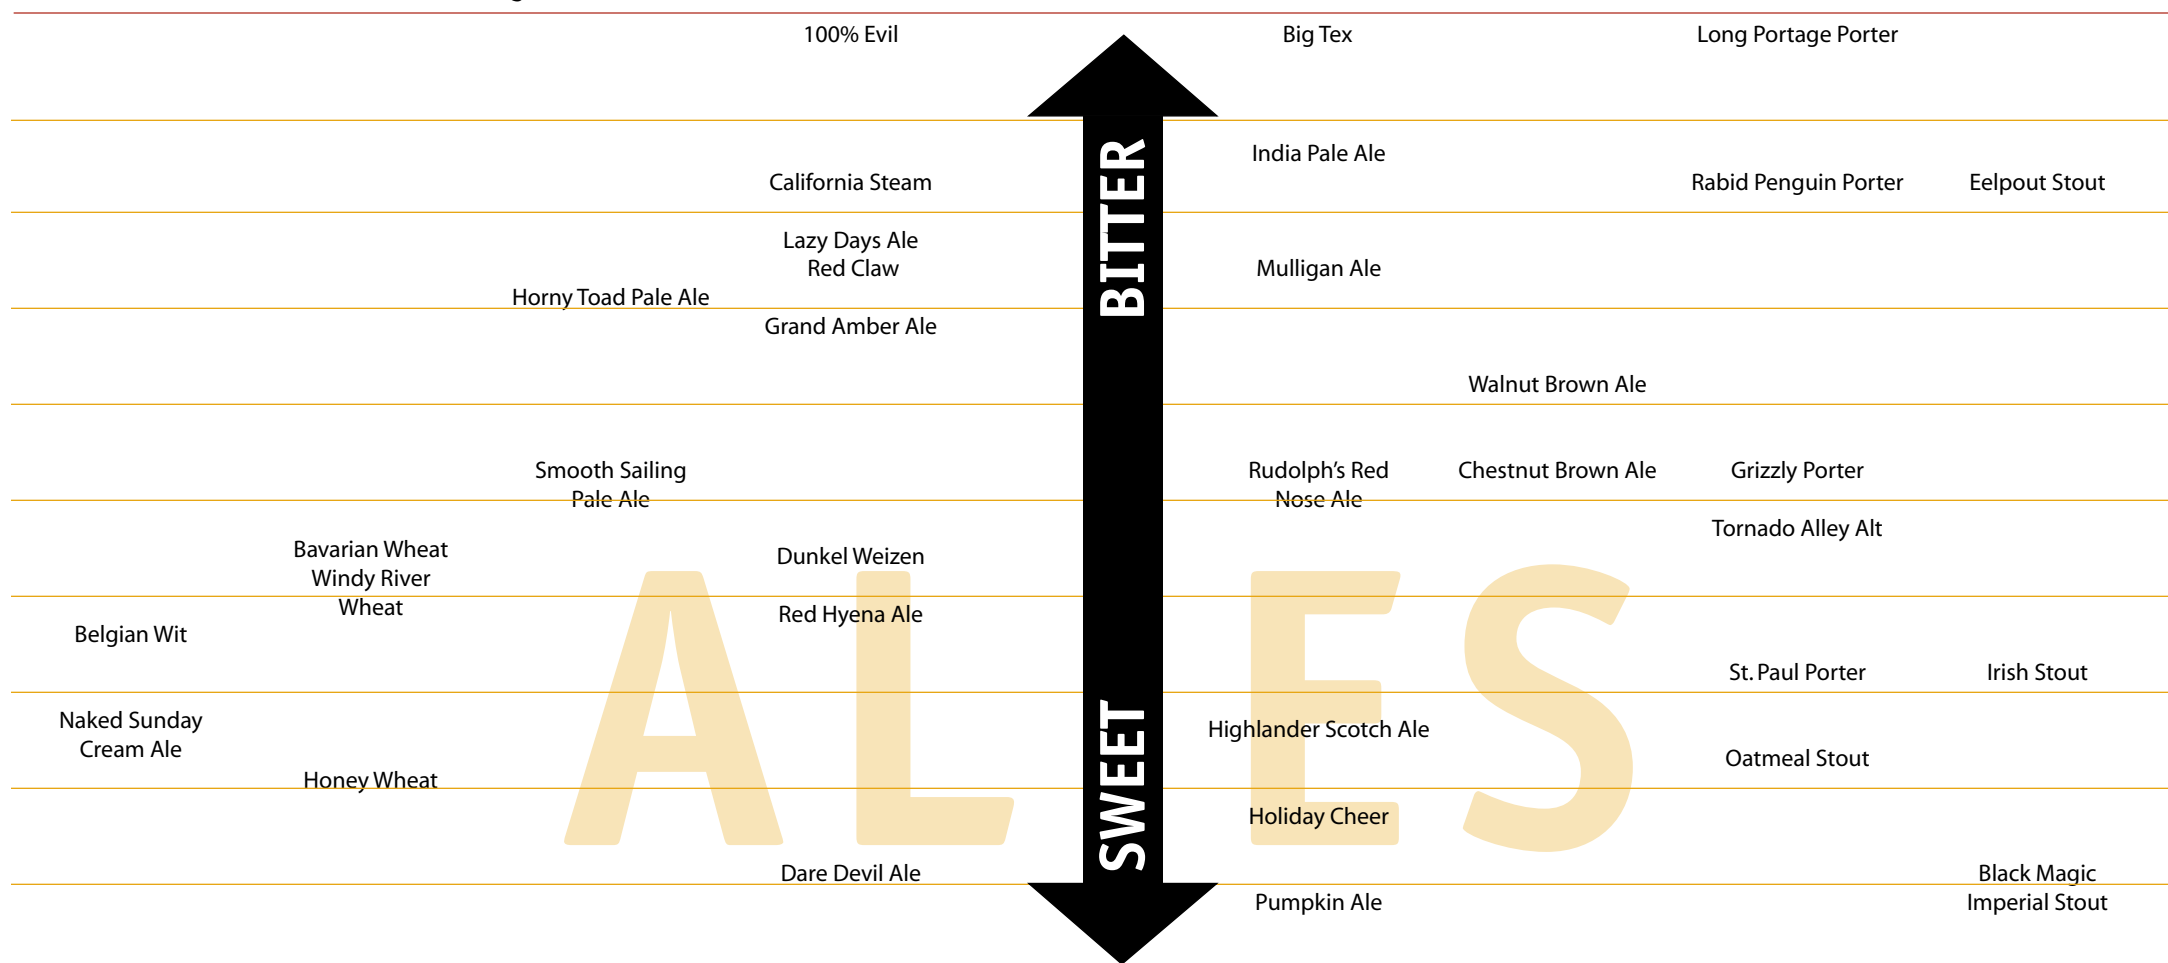 100% Evil
Big Tex
Long Portage Porter
India Pale Ale
California Steam
Rabid Penguin Porter
Eelpout Stout
Lazy Days Ale
Red Claw
Mulligan Ale
Horny Toad Pale Ale
Grand Amber Ale
BITTER
Walnut Brown Ale
Smooth Sailing
Pale Ale
Rudolph's Red
Nose Ale
Chestnut Brown Ale
Grizzly Porter
Tornado Alley Alt
Bavarian Wheat
Windy River
Wheat
Dunkel Weizen
Red Hyena Ale
Belgian Wit
ALES
St. Paul Porter
Irish Stout
Naked Sunday
Cream Ale
Highlander Scotch Ale
Oatmeal Stout
Honey Wheat
SWEET
Holiday Cheer
Dare Devil Ale
Pumpkin Ale
Black Magic
Imperial Stout